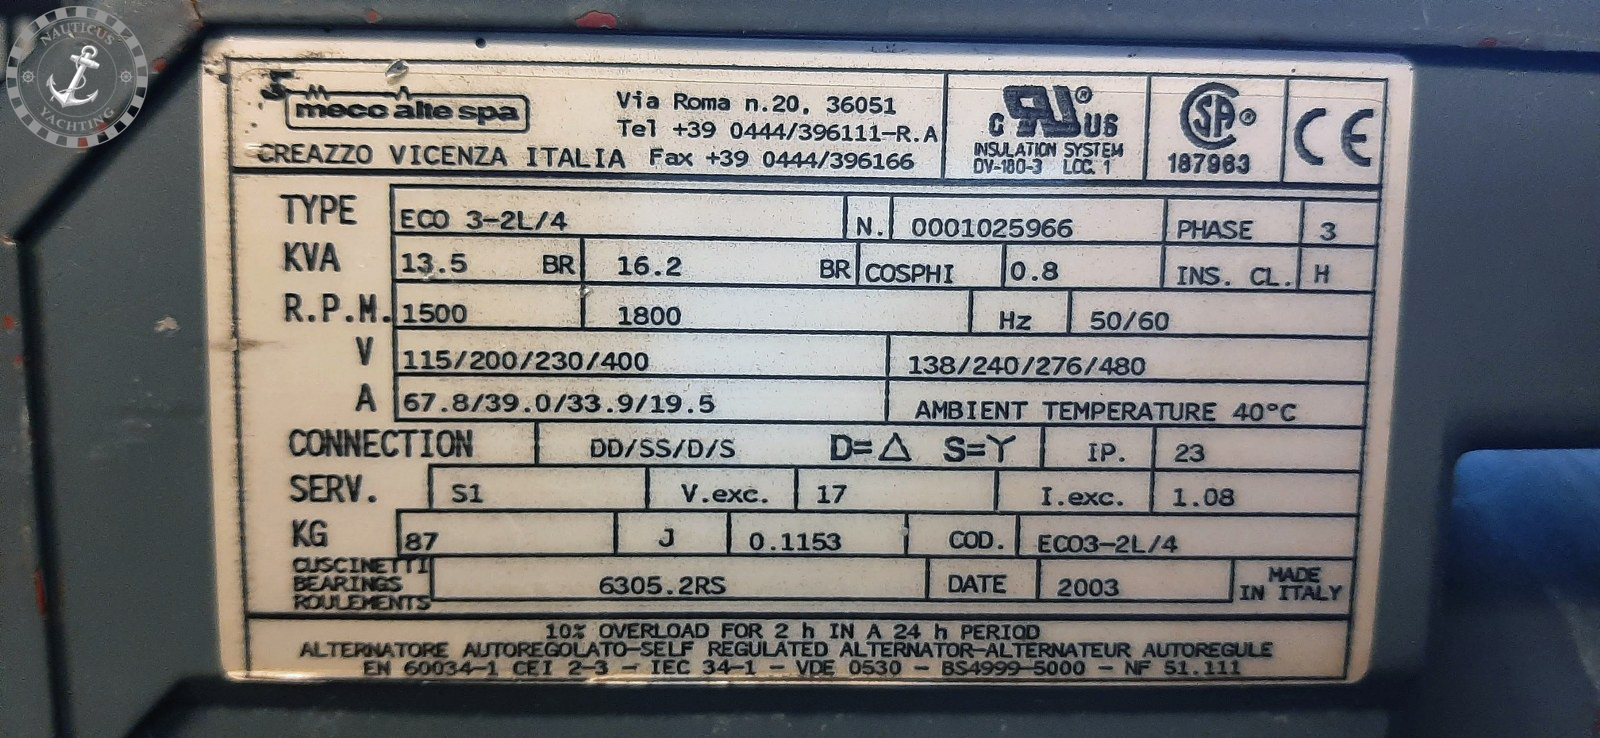 NAUTICUS
YACHTING
mecc alte spa
Via Roma n.20, 36051
Tel +39 0444/396111-R.A
CREAZZO VICENZA ITALIA Fax +39 0444/396166
C RU ® US
INSULATION SYSTEM
DV-180-3 LOC. 1
SA ®
187963
CE
TYPE ECO 3-2L/4 N. 0001025966 PHASE 3
KVA 13.5 BR 16.2 BR COSPHI 0.8 INS. CL. H
R.P.M. 1500 1800 Hz 50/60
V 115/200/230/400 138/240/276/480
A 67.8/39.0/33.9/19.5 AMBIENT TEMPERATURE 40°C
CONNECTION DD/SS/D/S D=△ S=Y IP. 23
SERV. S1 V.exc. 17 I.exc. 1.08
KG 87 J 0.1153 COD. ECO3-2L/4
CUSCINETTI
BEARINGS 6305.2RS DATE 2003 MADE
ROULEMENTS IN ITALY
10% OVERLOAD FOR 2 h IN A 24 h PERIOD
ALTERNATORE AUTOREGOLATO-SELF REGULATED ALTERNATOR-ALTERNATEUR AUTOREGULE
EN 60034-1 CEI 2-3 - IEC 34-1 - VDE 0530 - BS4999-5000 - NF 51.111